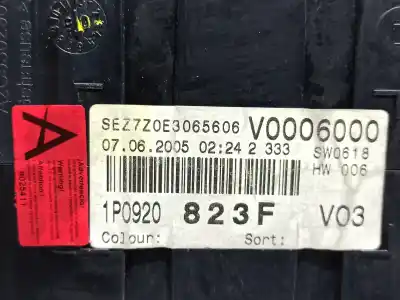 SEZ7Z0E3065606 V0006000
07.06.2005 02:24 2 333 SW0618
HW 006
1P0920 823F V03
Colour: Sort:
A